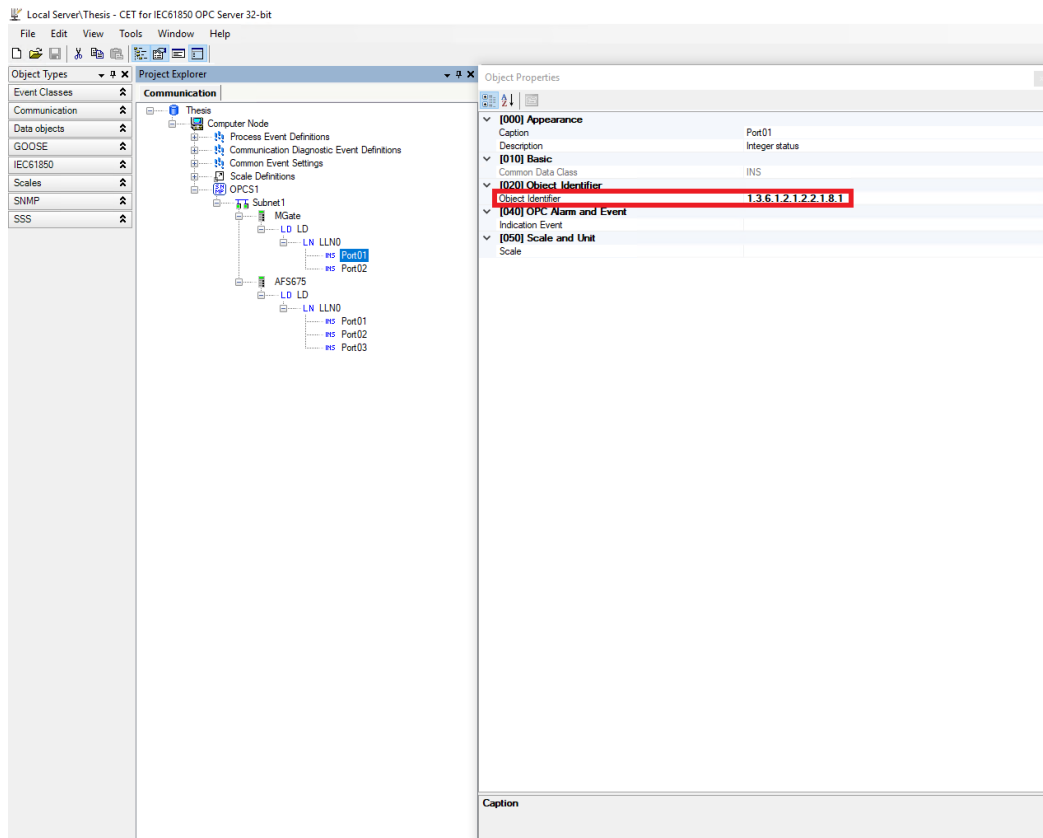 Local Server\Thesis - CET for IEC61850 OPC Server 32-bit
File Edit View Tools Window Help
Object Types
Event Classes
Communication
Data objects
GOOSE
IEC61850
Scales
SNMP
SSS
Project Explorer
Communication
Thesis
Computer Node
Process Event Definitions
Communication Diagnostic Event Definitions
Common Event Settings
Scale Definitions
OPCS1
Subnet1
MGate
LD LD
LN LLN0
INS Port01
INS Port02
AFS675
LD LD
LN LLN0
INS Port01
INS Port02
INS Port03
Object Properties
[000] Appearance
Caption Port01
Description Integer status
[010] Basic
Common Data Class INS
[020] Object Identifier
Object Identifier 1.3.6.1.2.1.2.2.1.8.1
[040] OPC Alarm and Event
Indication Event
[050] Scale and Unit
Scale
Caption